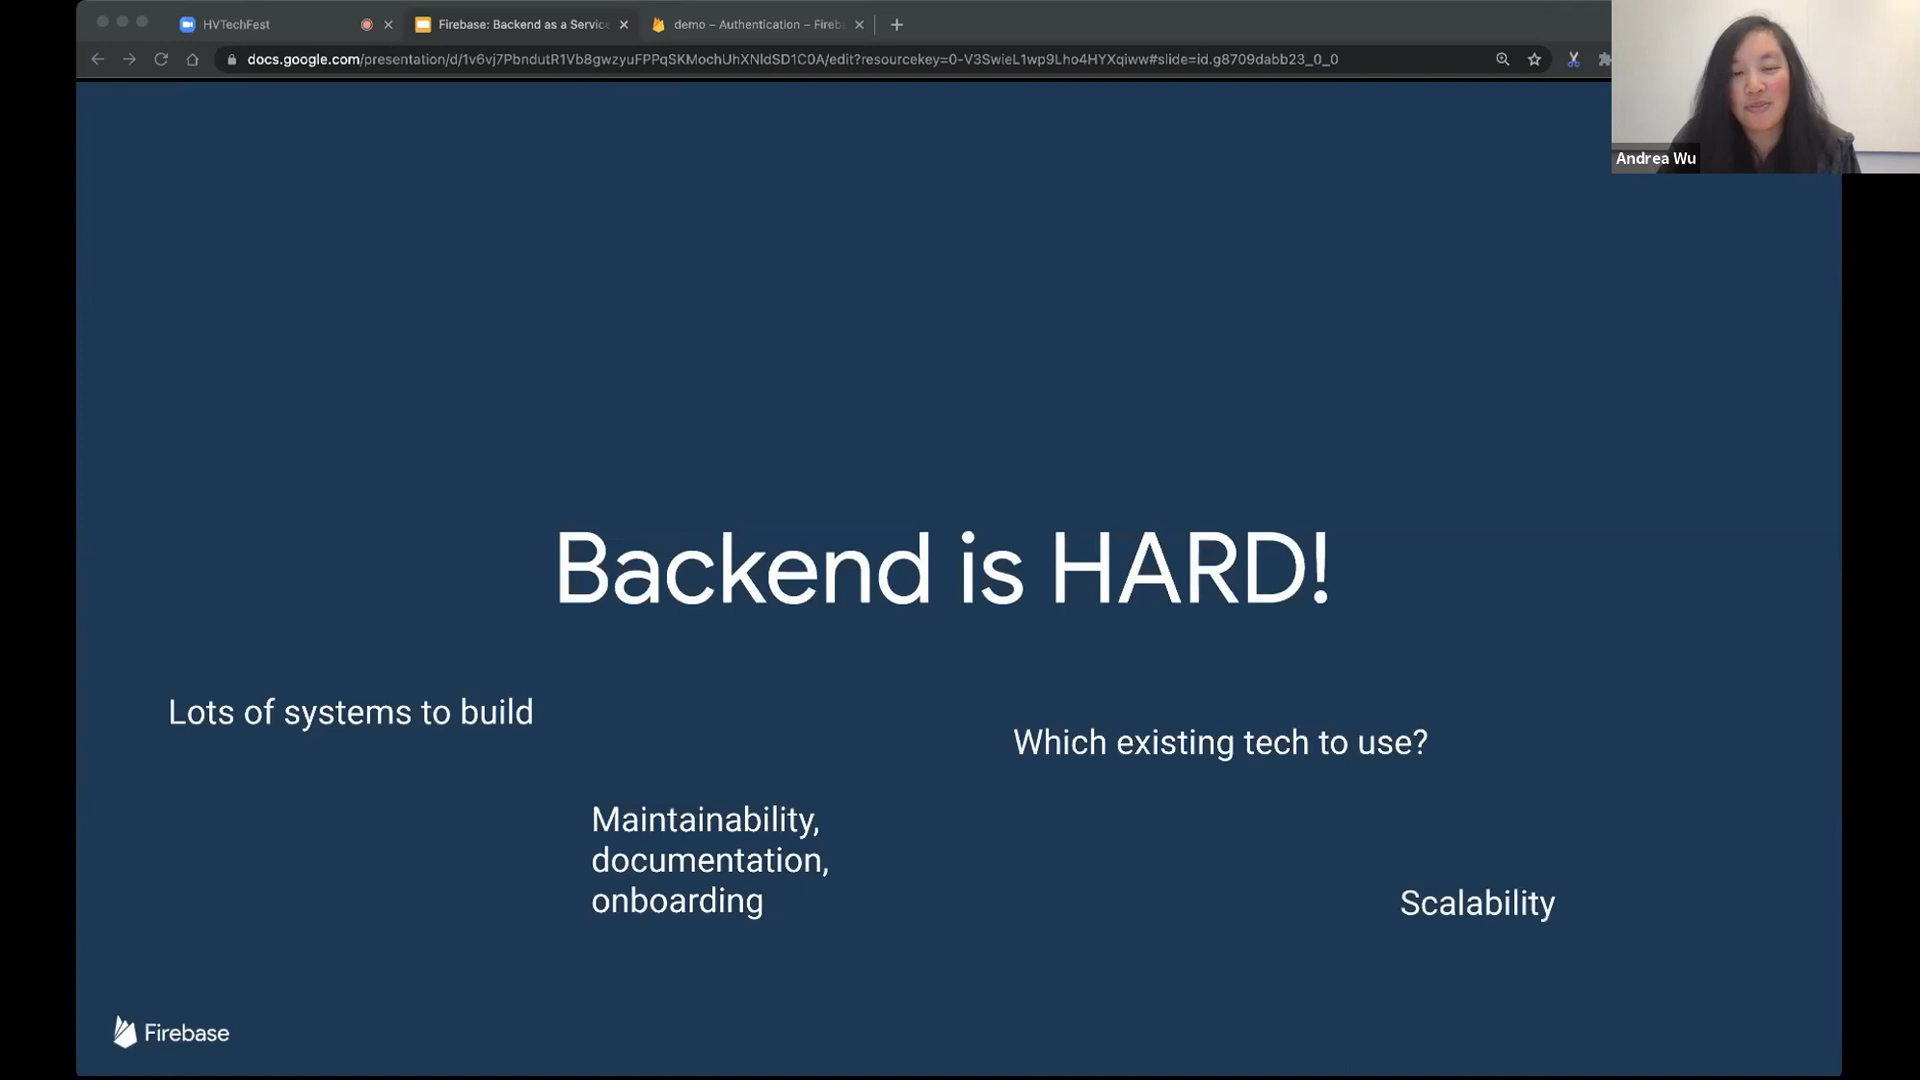 HVTechFest
Firebase: Backend as a Servic
demo – Authentication – Fireb
docs.google.com/presentation/d/1v6vj7PbndutR1Vb8gwzyuFPPqSKMochUhXNldSD1C0A/edit?resourcekey=0-V3SwieL1wp9Lho4HYXqiww#slide=id.g8709dabb23_0_0
Andrea Wu
Backend is HARD!
Lots of systems to build
Which existing tech to use?
Maintainability,
documentation,
onboarding
Scalability
Firebase